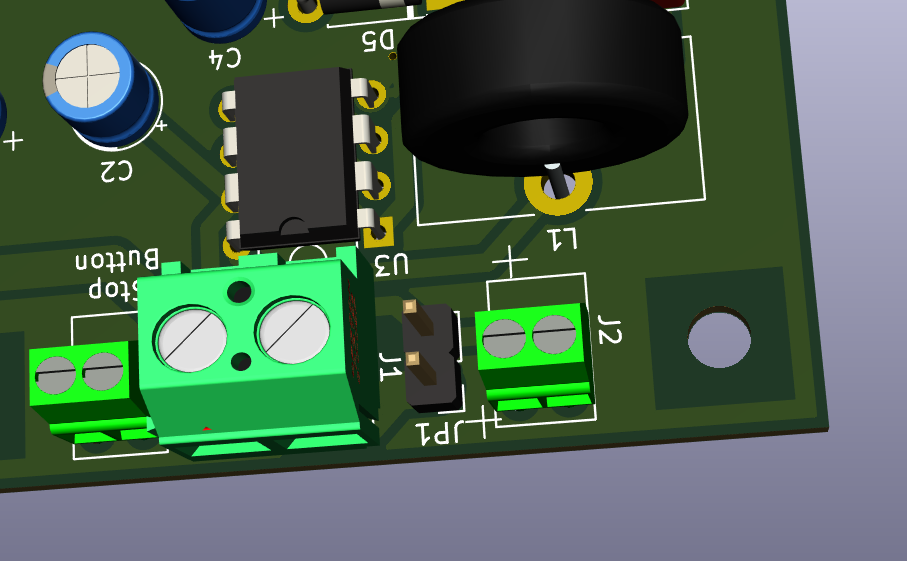 D5
C4
C2
+
+
+
L1
U3
+
Button
Stop
J2
J1
JP1
+